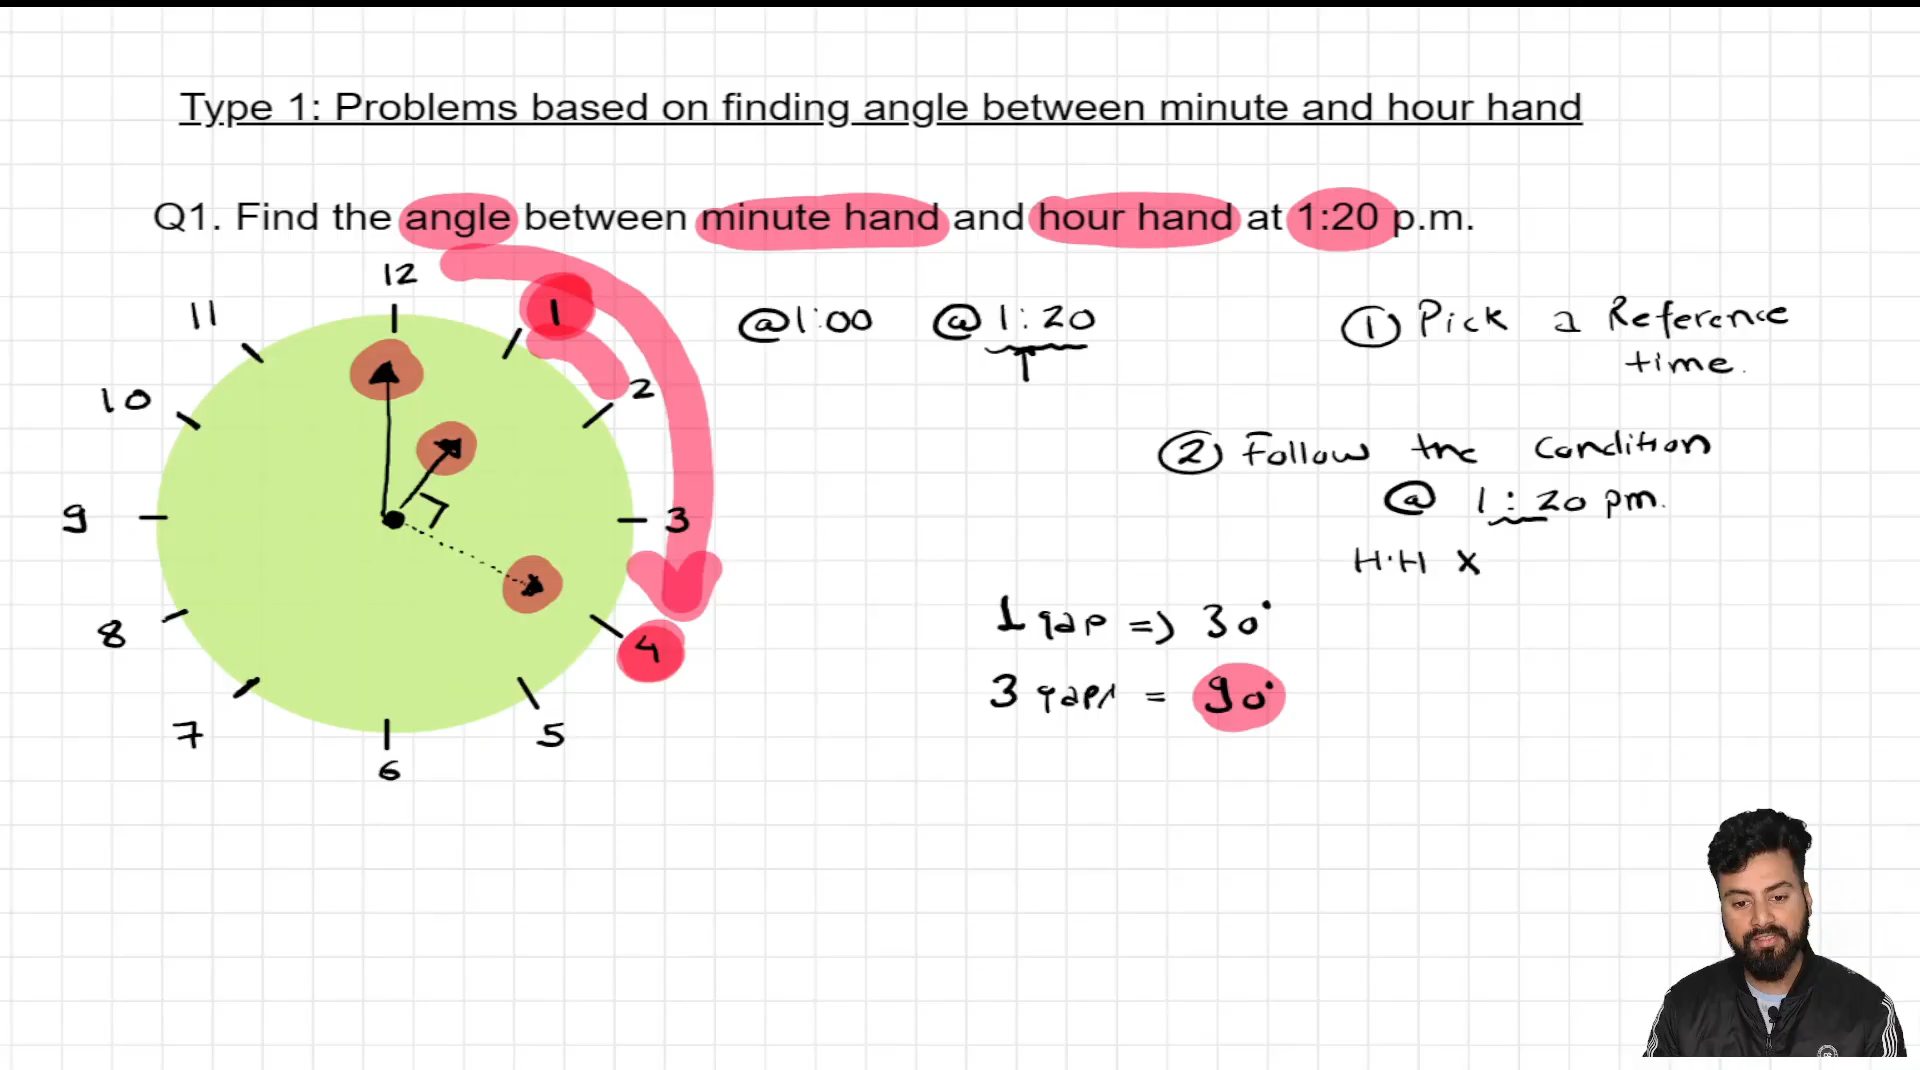 Type 1: Problems based on finding angle between minute and hour hand
Q1. Find the angle between minute hand and hour hand at 1:20 p.m.
12
11
1
10
2
9
3
8
4
7
5
6
@1:00 @ 1:20
① Pick a Reference
time.
② Follow the condition
@ 1:20 pm.
H.H X
1 gap => 30°
3 gaps = 90°